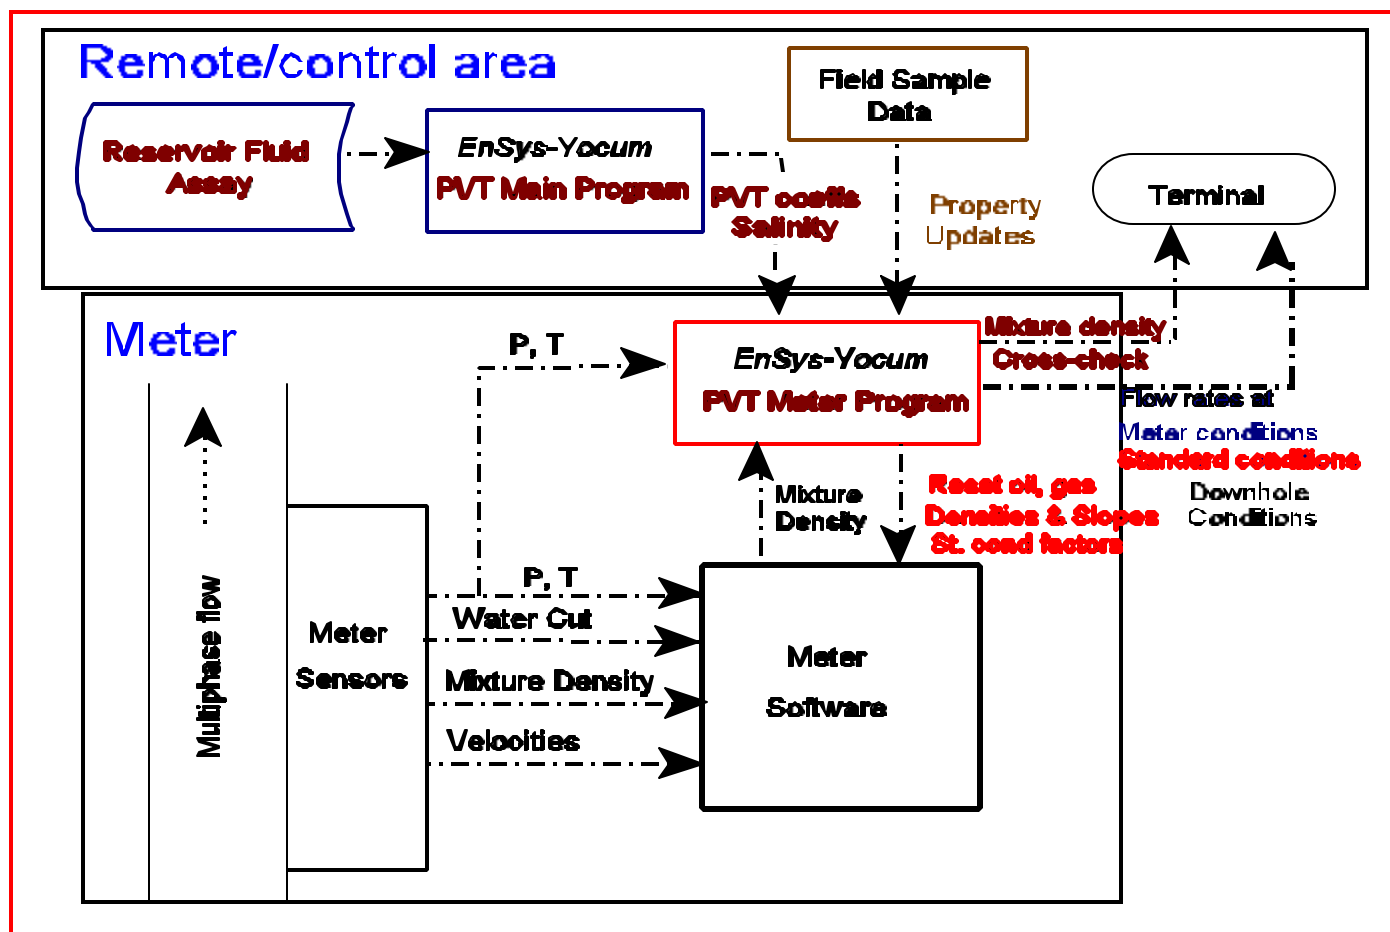 Remote/control area
Field Sample
Data
Reservoir Fluid
Assay
EnSys-Yocum
PVT Main Program
PVT coeffs
Salinity
Property
Updates
Terminal
Meter
P, T
EnSys-Yocum
PVT Meter Program
Mixture density
Cross-check
Flow rates at
Meter conditions
Standard conditions
Downhole
Conditions
Mixture
Density
Reset oil, gas
Densities & Slopes
St. cond factors
Multiphase flow
Meter
Sensors
P, T
Water Cut
Mixture Density
Velocities
Meter
Software